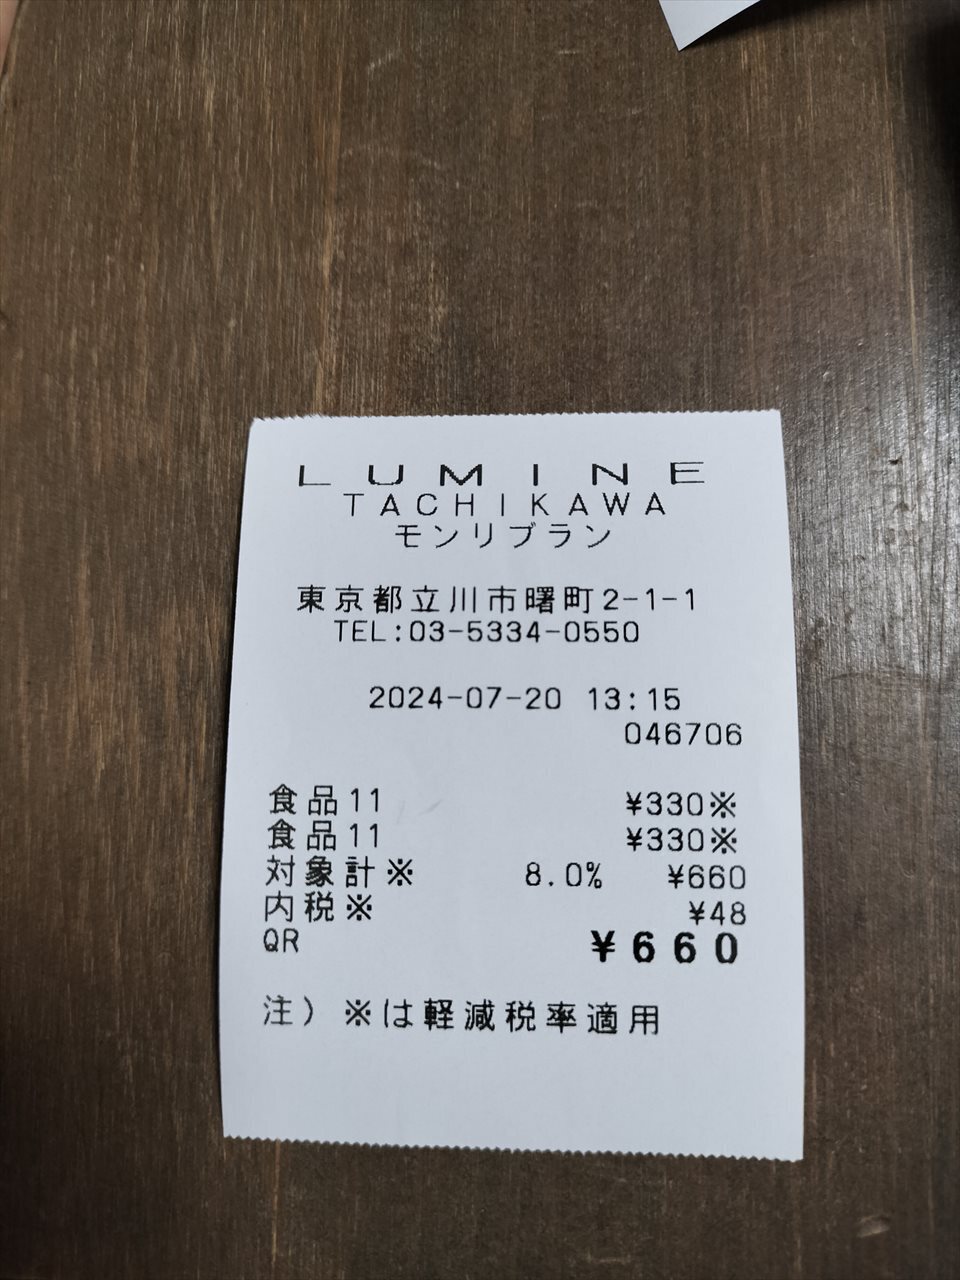 LUMINE
TACHIKAWA
モンリブラン
東京都立川市曙町2-1-1
TEL:03-5334-0550
2024-07-20 13:15
046706
食品11 ¥330※
食品11 ¥330※
対象計※ 8.0% ¥660
内税※ ¥48
QR ¥660
注）※は軽減税率適用